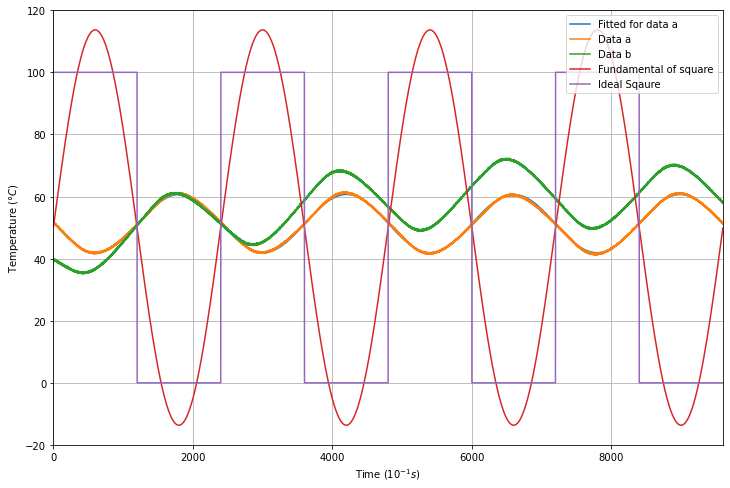 120
100
80
60
40
20
0
−20
Temperature (°C)
0 2000 4000 6000 8000
Time (10⁻¹s)
Fitted for data a
Data a
Data b
Fundamental of square
Ideal Sqaure